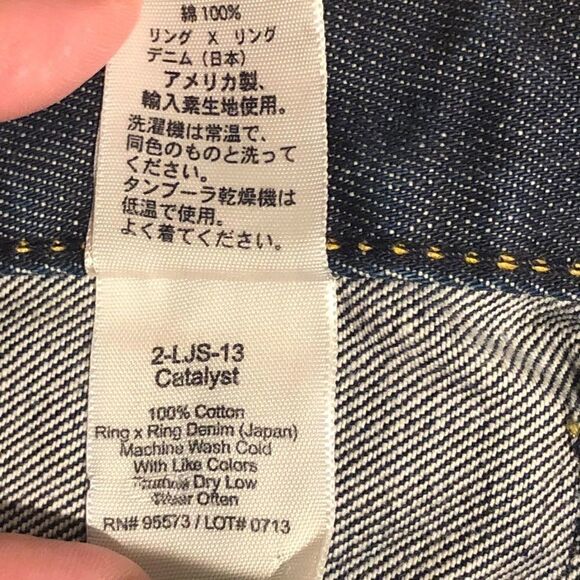 綿 100%
リング X リング
デニム（日本）
アメリカ製、
輸入素生地使用。
洗濯機は常温で、
同色のものと洗って
ください。
タンブーラ乾燥機は
低温で使用。
よく着てください。
2-LJS-13
Catalyst
100% Cotton
Ring x Ring Denim (Japan)
Machine Wash Cold
With Like Colors
Tumble Dry Low
Wear Often
RN# 95573 / LOT# 0713